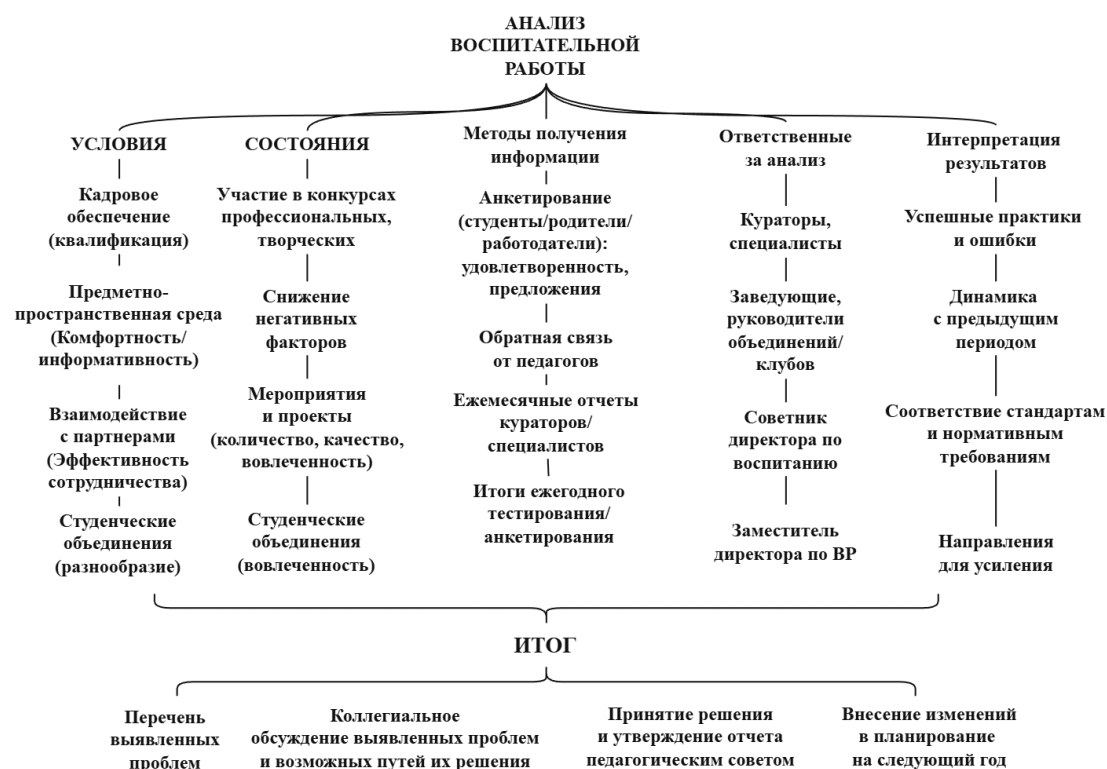 АНАЛИЗ
ВОСПИТАТЕЛЬНОЙ
РАБОТЫ
УСЛОВИЯ
Кадровое
обеспечение
(квалификация)
Предметно-
пространственная среда
(Комфортность/
информативность)
Взаимодействие
с партнерами
(Эффективность
сотрудничества)
Студенческие
объединения
(разнообразие)
СОСТОЯНИЯ
Участие в конкурсах
профессиональных,
творческих
Снижение
негативных
факторов
Мероприятия
и проекты
(количество, качество,
вовлеченность)
Студенческие
объединения
(вовлеченность)
Методы получения
информации
Анкетирование
(студенты/родители/
работодатели):
удовлетворенность,
предложения
Обратная связь
от педагогов
Ежемесячные отчеты
кураторов/
специалистов
Итоги ежегодного
тестирования/
анкетирования
Ответственные
за анализ
Кураторы,
специалисты
Заведующие,
руководители
объединений/
клубов
Советник
директора по
воспитанию
Заместитель
директора по ВР
Интерпретация
результатов
Успешные практики
и ошибки
Динамика
с предыдущим
периодом
Соответствие стандартам
и нормативным
требованиям
Направления
для усиления
ИТОГ
Перечень
выявленных
проблем
Коллегиальное
обсуждение выявленных проблем
и возможных путей их решения
Принятие решения
и утверждение отчета
педагогическим советом
Внесение изменений
в планирование
на следующий год